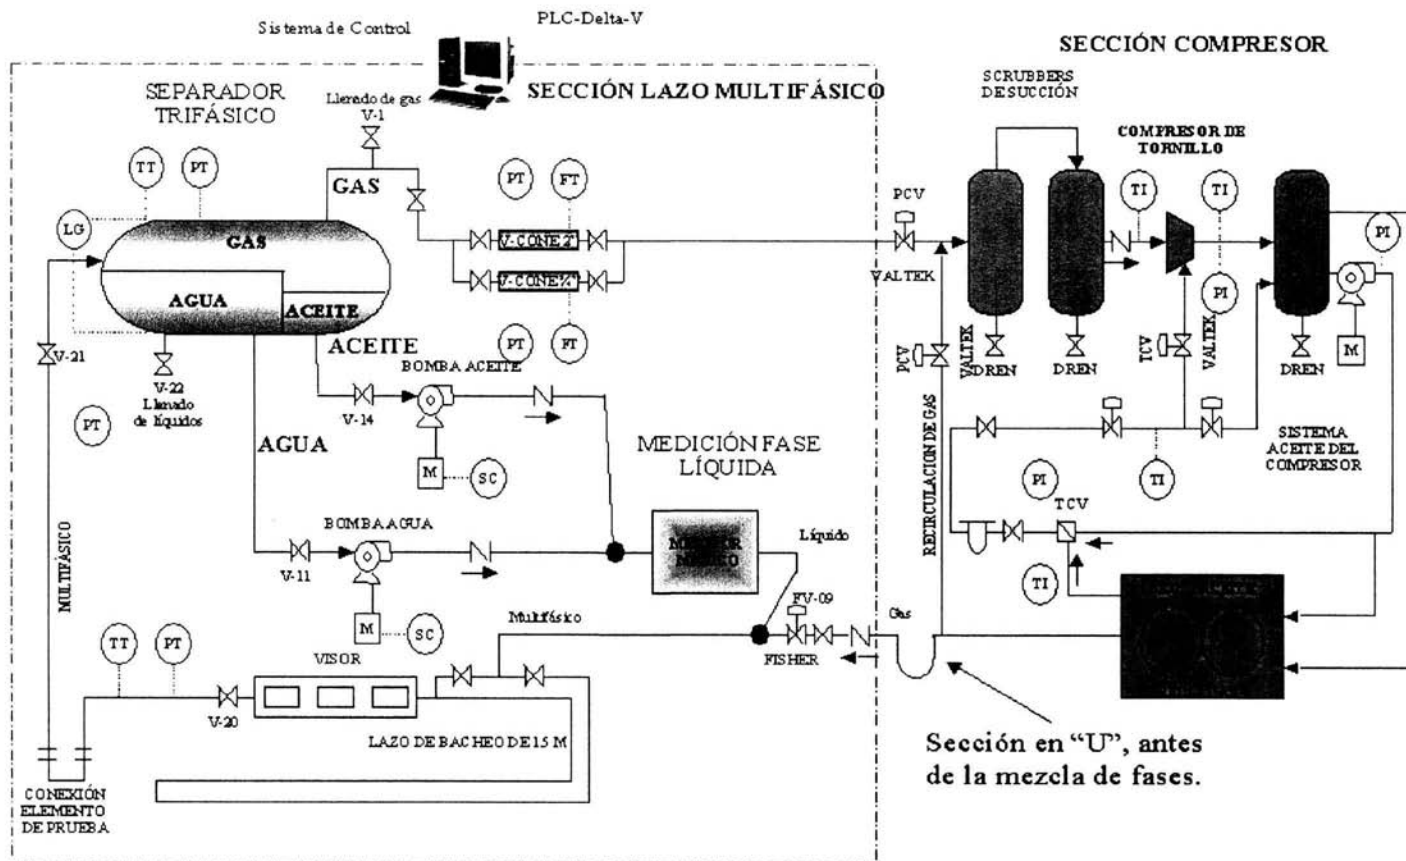 Sistema de Control
PLC-Delta-V
SECCIÓN COMPRESOR
SEPARADOR
TRIFÁSICO
Llenado de gas
V-1
SECCIÓN LAZO MULTIFÁSICO
SCRUBBERS
DE SUCCIÓN
COMPRESOR DE
TORNILLO
TT
PT
GAS
PT
FT
PCV
TI
TI
LG
GAS
V-CONE 2"
PI
VALTEK
AGUA
ACEITE
PI
V-21
ACEITE
PT
FT
PCV
VALTEK
DREN
DREN
TCV
VALTEK
DREN
M
V-22
Llenado
de líquidos
BOMBA ACEITE
V-14
PT
AGUA
M
SC
MEDICIÓN FASE
LÍQUIDA
RECIRCULACION DE GAS
SISTEMA
ACEITE DEL
COMPRESOR
PI
TI
TCV
MULTIFÁSICO
BOMBA AGUA
V-11
Líquido
TI
M
SC
Multifásico
FV-09
Gas
FISHER
TT
PT
VISOR
V-20
LAZO DE BACHEO DE 15 M
Sección en “U”, antes
de la mezcla de fases.
CONEXIÓN
ELEMENTO
DE PRUEBA